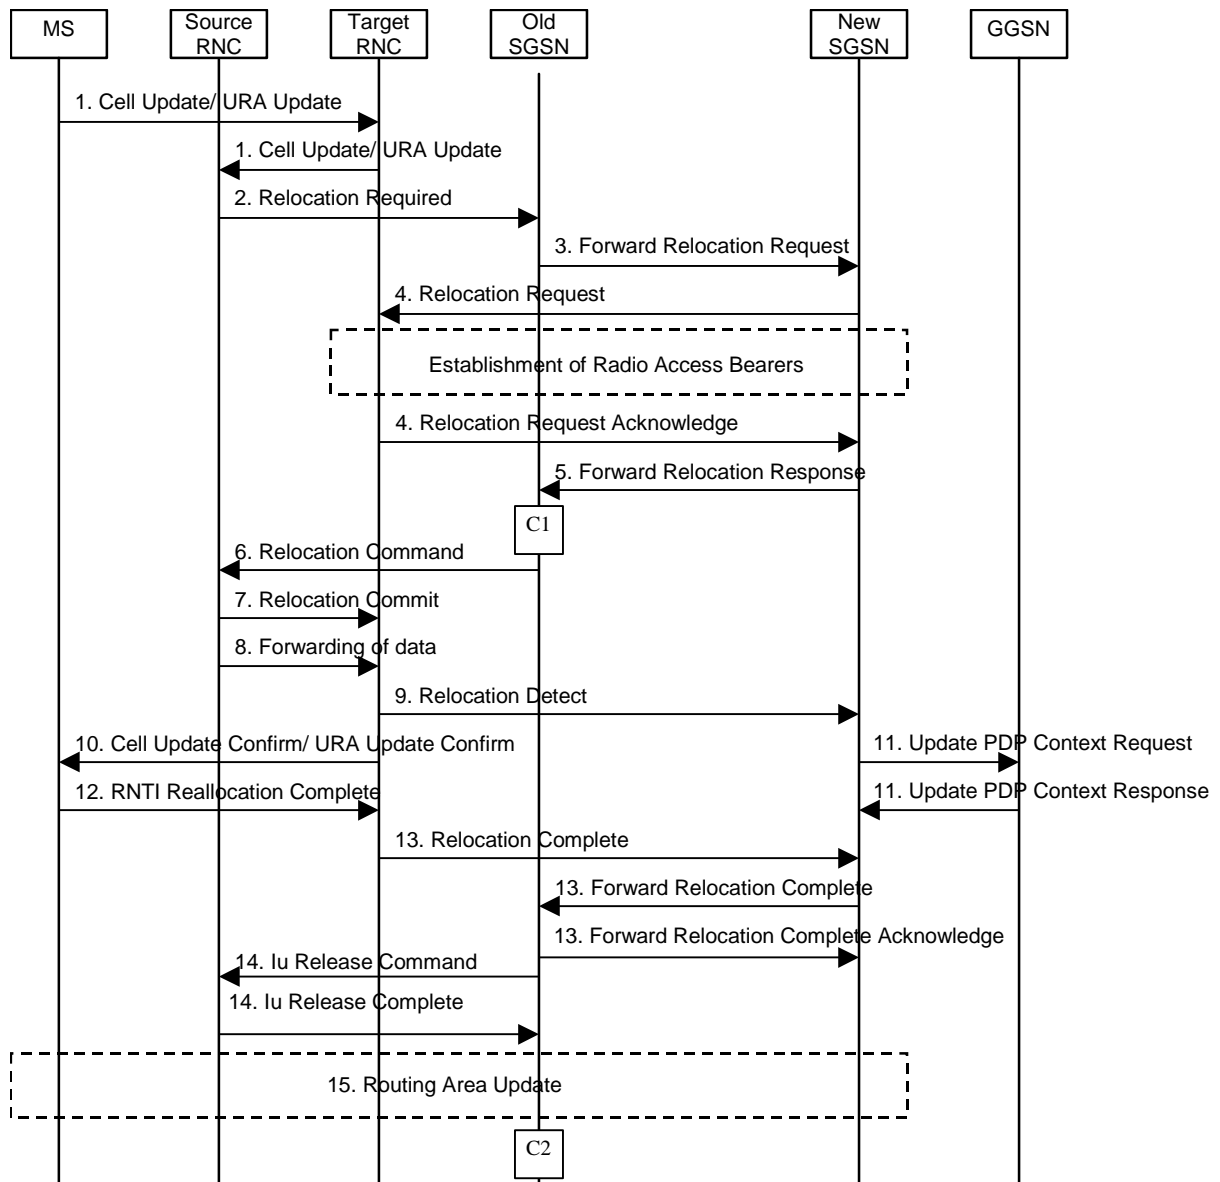 MS
Source
RNC
Target
RNC
Old
SGSN
New
SGSN
GGSN
1. Cell Update/ URA Update
1. Cell Update/ URA Update
2. Relocation Required
3. Forward Relocation Request
4. Relocation Request
Establishment of Radio Access Bearers
4. Relocation Request Acknowledge
5. Forward Relocation Response
C1
6. Relocation Command
7. Relocation Commit
8. Forwarding of data
9. Relocation Detect
10. Cell Update Confirm/ URA Update Confirm
11. Update PDP Context Request
12. RNTI Reallocation Complete
11. Update PDP Context Response
13. Relocation Complete
13. Forward Relocation Complete
13. Forward Relocation Complete Acknowledge
14. Iu Release Command
14. Iu Release Complete
15. Routing Area Update
C2